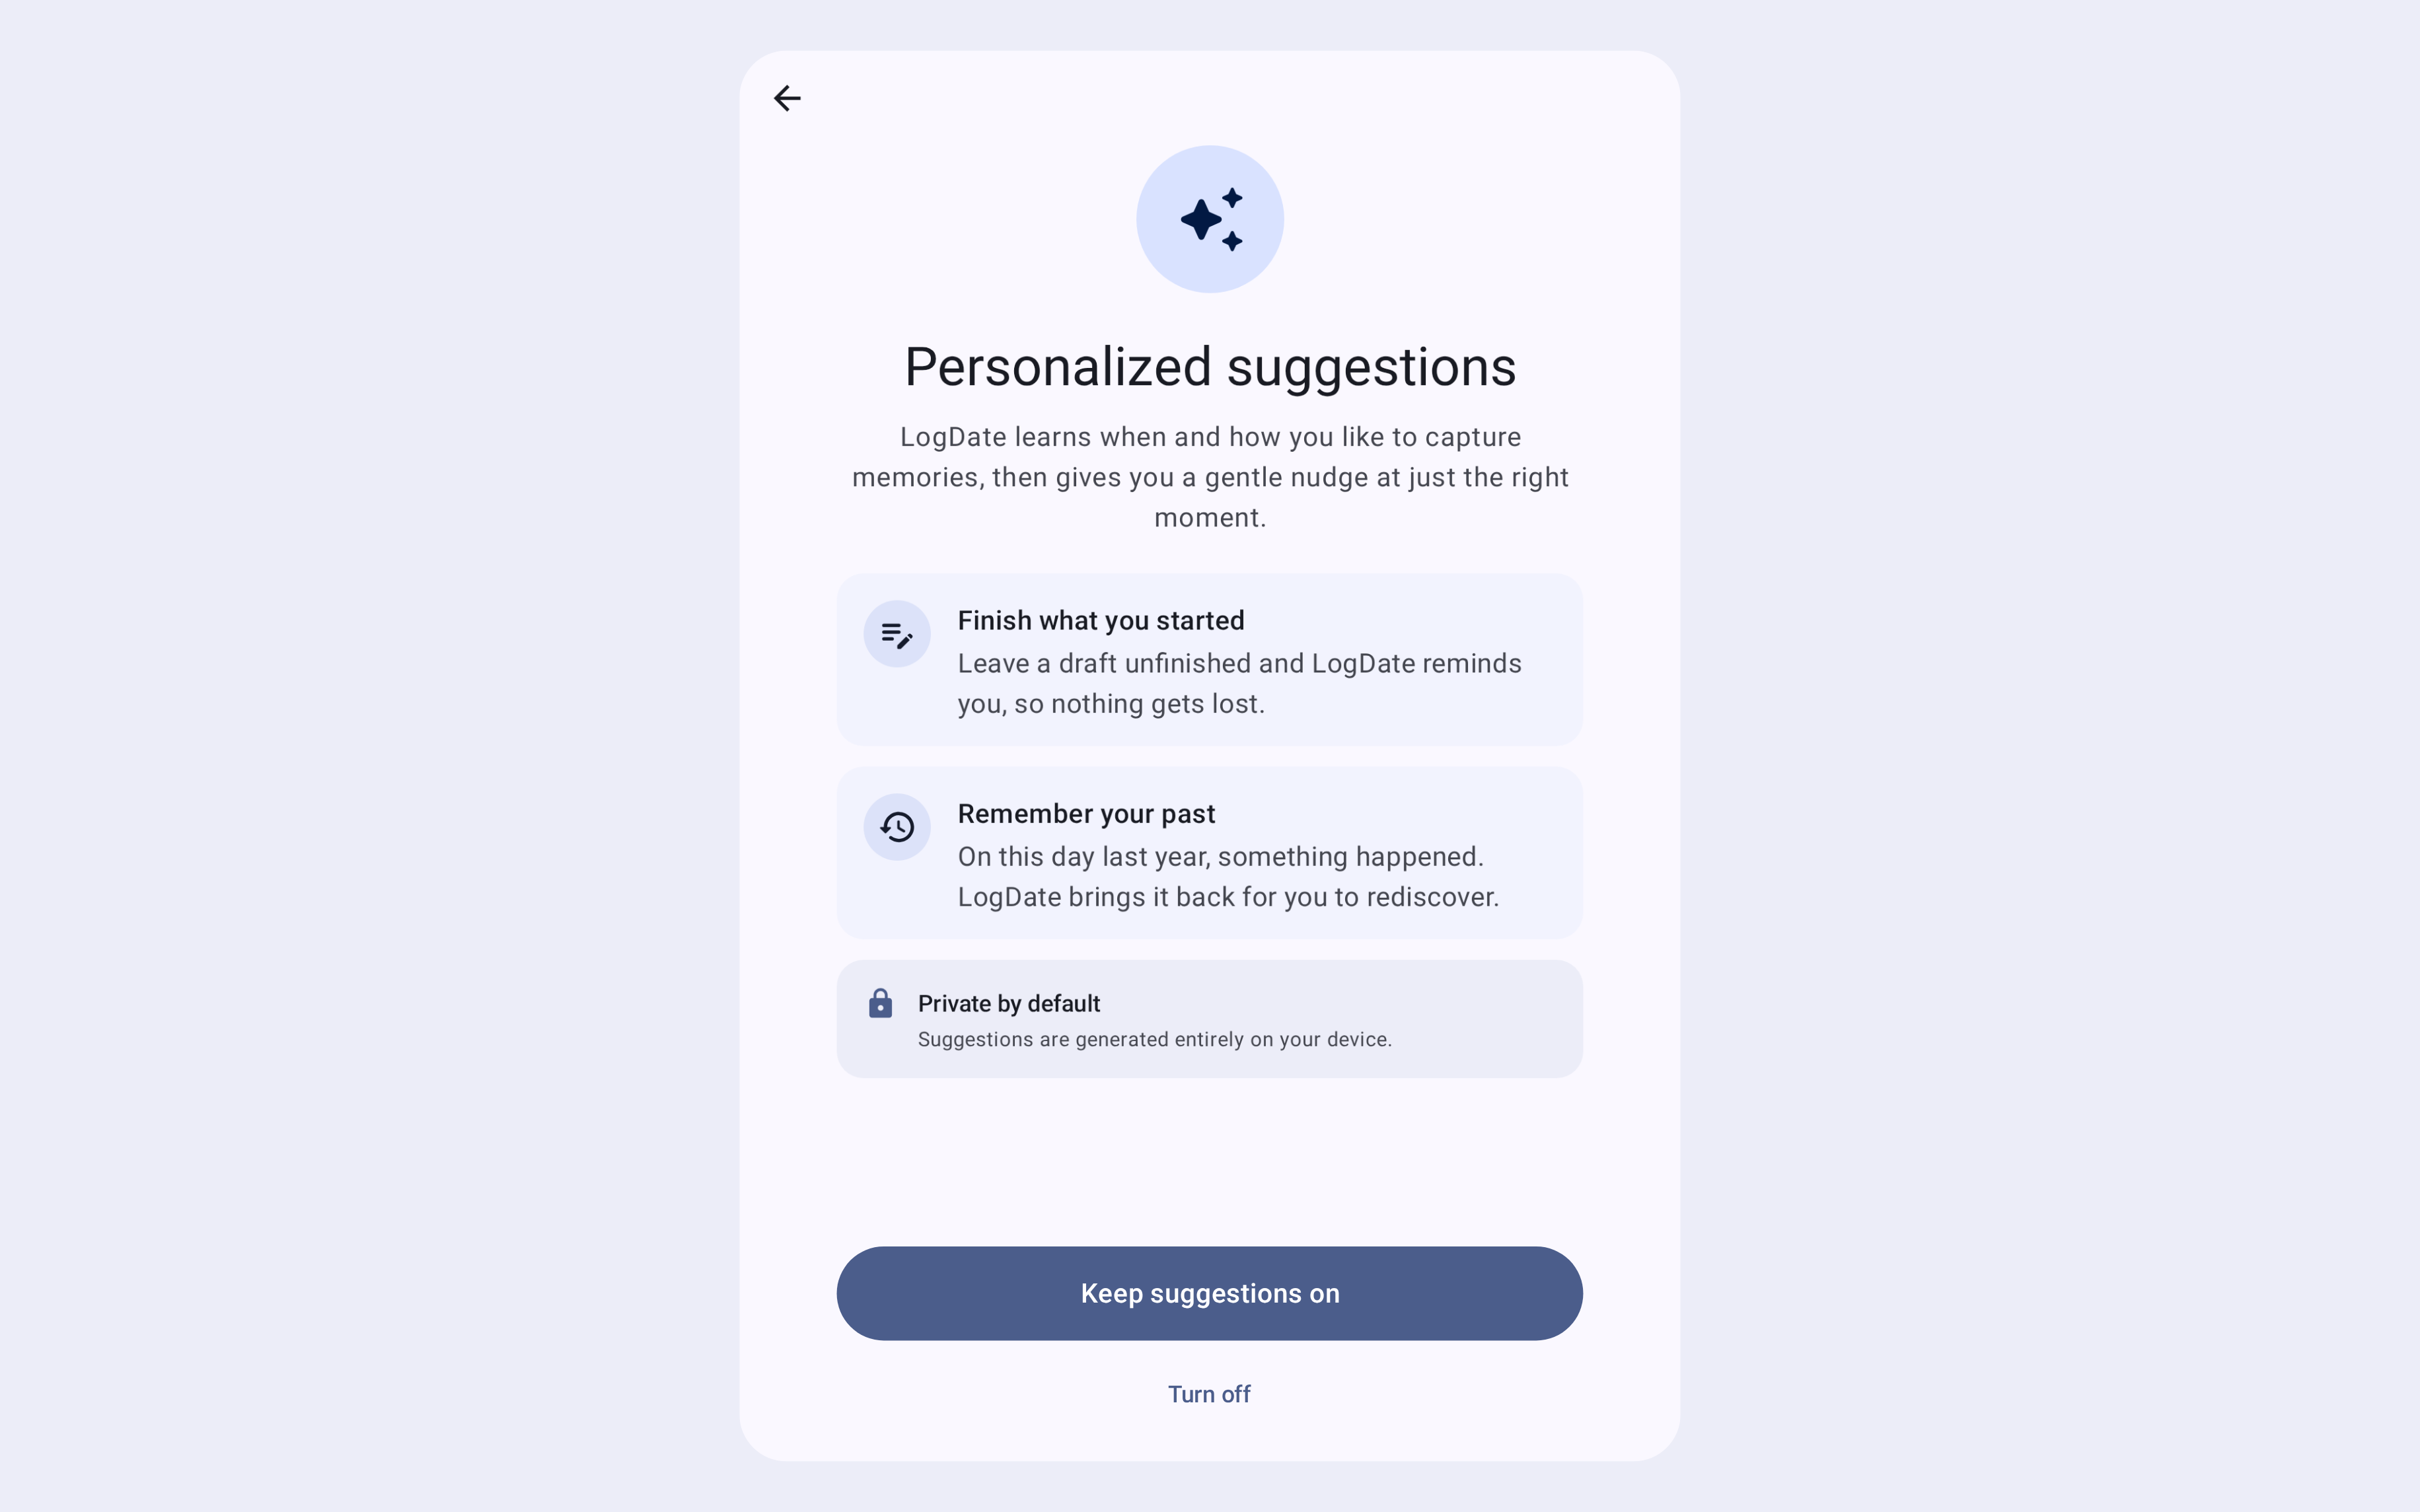 Personalized suggestions
LogDate learns when and how you like to capture
memories, then gives you a gentle nudge at just the right
moment.
Finish what you started
Leave a draft unfinished and LogDate reminds
you, so nothing gets lost.
Remember your past
On this day last year, something happened.
LogDate brings it back for you to rediscover.
Private by default
Suggestions are generated entirely on your device.
Keep suggestions on
Turn off